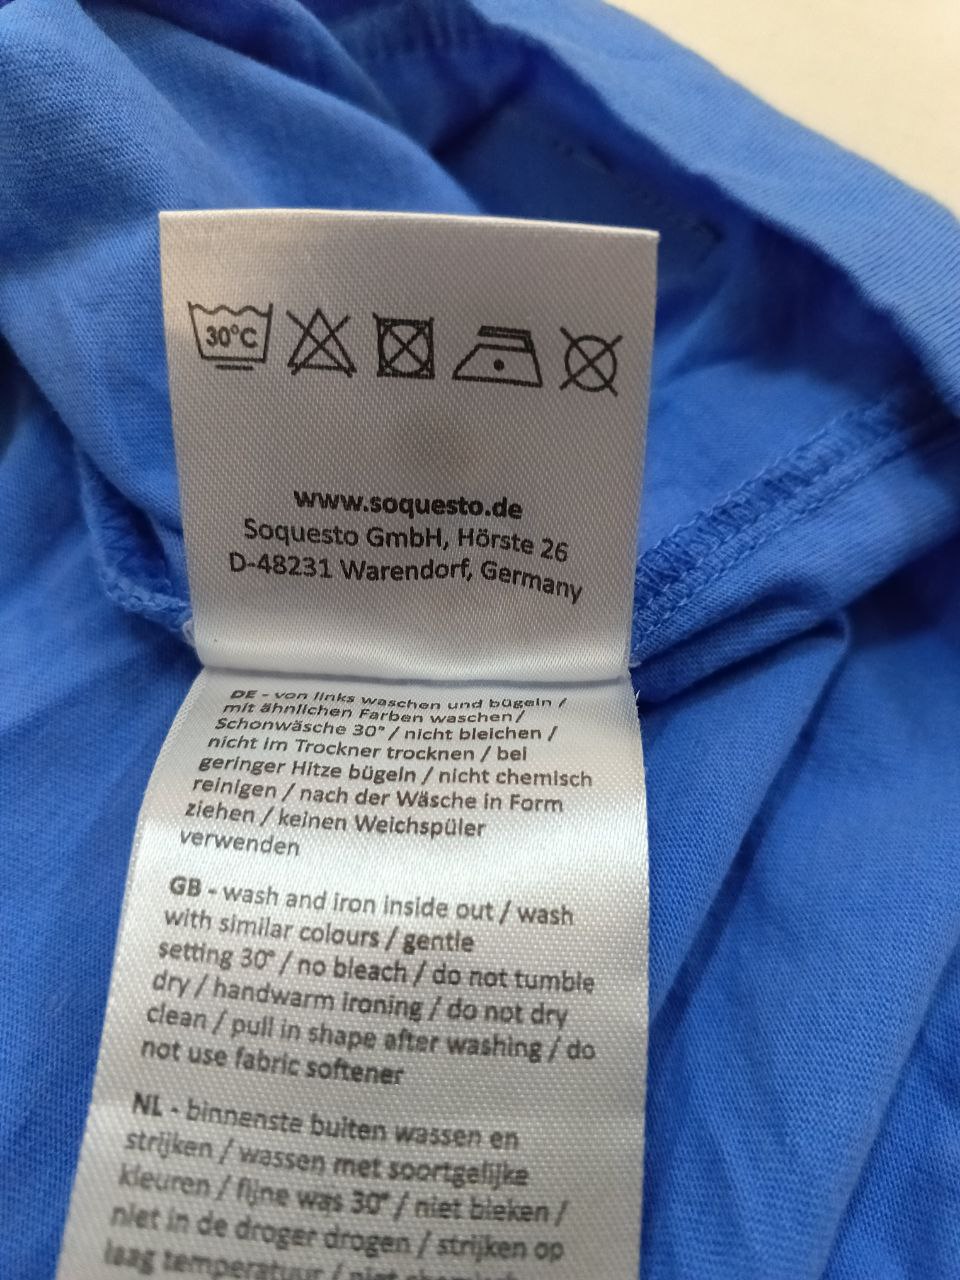 30°C
www.soquesto.de
Soquesto GmbH, Hörste 26
D-48231 Warendorf, Germany
DE - von links waschen und bügeln /
mit ähnlichen Farben waschen/
Schonwäsche 30° / nicht bleichen /
nicht im Trockner trocknen / bei
geringer Hitze bügeln / nicht chemisch
reinigen / nach der Wäsche in Form
ziehen / keinen Weichspüler
verwenden
GB - wash and iron inside out / wash
with similar colours / gentle
setting 30° / no bleach / do not tumble
dry / handwarm ironing / do not dry
clean / pull in shape after washing / do
not use fabric softener
NL - binnenste buiten wassen en
strijken / wassen met soortgelijke
kleuren / fijne was 30° / niet bleken /
niet in de droger drogen / strijken op
laag temperatuur / niet